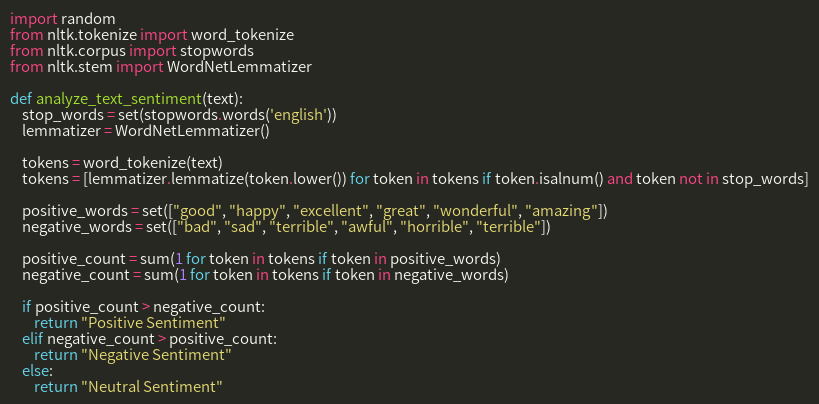 import random
from nltk.tokenize import word_tokenize
from nltk.corpus import stopwords
from nltk.stem import WordNetLemmatizer

def analyze_text_sentiment(text):
    stop_words = set(stopwords.words('english'))
    lemmatizer = WordNetLemmatizer()

    tokens = word_tokenize(text)
    tokens = [lemmatizer.lemmatize(token.lower()) for token in tokens if token.isalnum() and token not in stop_words]

    positive_words = set(["good", "happy", "excellent", "great", "wonderful", "amazing"])
    negative_words = set(["bad", "sad", "terrible", "awful", "horrible", "terrible"])

    positive_count = sum(1 for token in tokens if token in positive_words)
    negative_count = sum(1 for token in tokens if token in negative_words)

    if positive_count > negative_count:
        return "Positive Sentiment"
    elif negative_count > positive_count:
        return "Negative Sentiment"
    else:
        return "Neutral Sentiment"